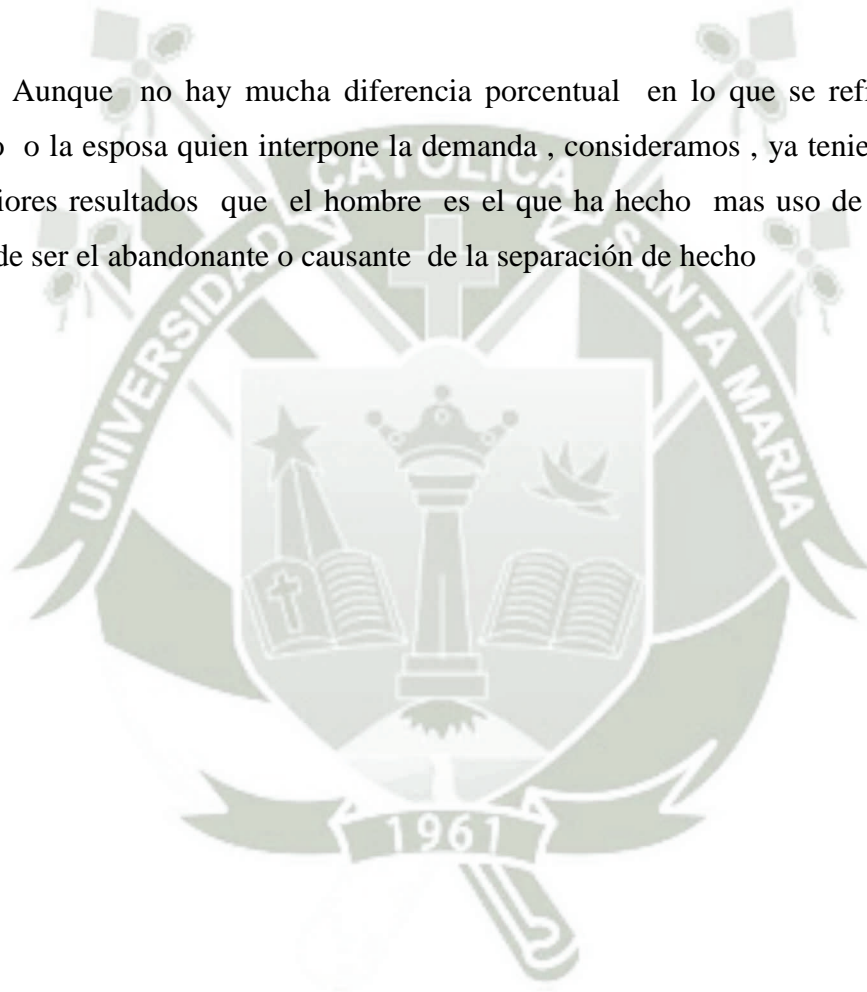 Aunque no hay mucha diferencia porcentual en lo que se ref
o o la esposa quien interpone la demanda , consideramos , ya tenie
iores resultados que el hombre es el que ha hecho mas uso de
de ser el abandonante o causante de la separación de hecho
UNIVERSIDAD CATOLICA SANTA MARIA
1961